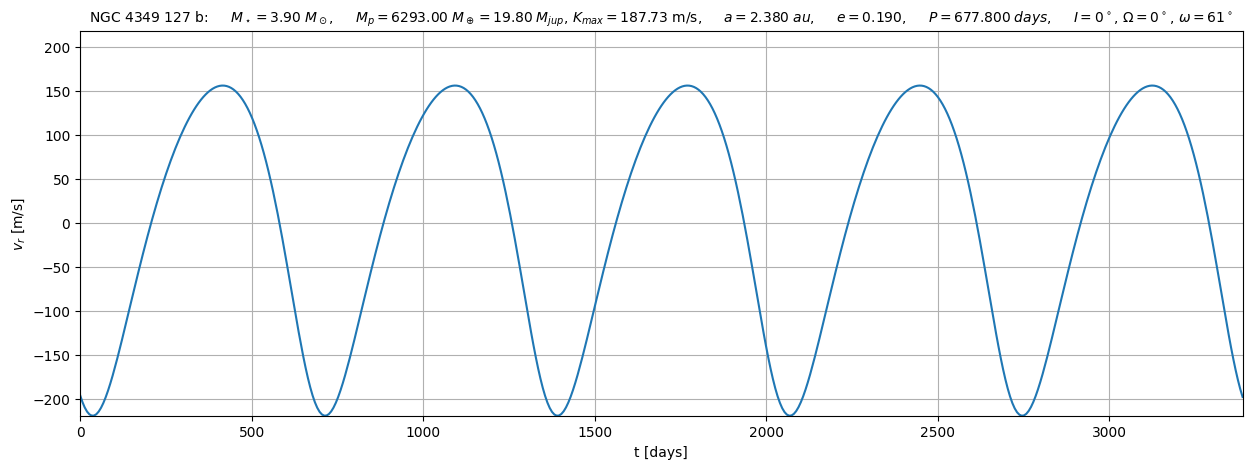 NGC 4349 127 b: M⋆ = 3.90 M⊙, Mp = 6293.00 M⊕ = 19.80 Mjup, Kmax = 187.73 m/s, a = 2.380 au, e = 0.190, P = 677.800 days, I = 0°, Ω = 0°, ω = 61°
200
150
100
50
0
−50
−100
−150
−200
vr [m/s]
0 500 1000 1500 2000 2500 3000
t [days]